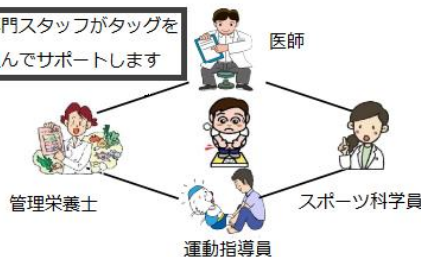 門スタッフがタッグを
んでサポートします
医師
管理栄養士
スポーツ科学員
運動指導員